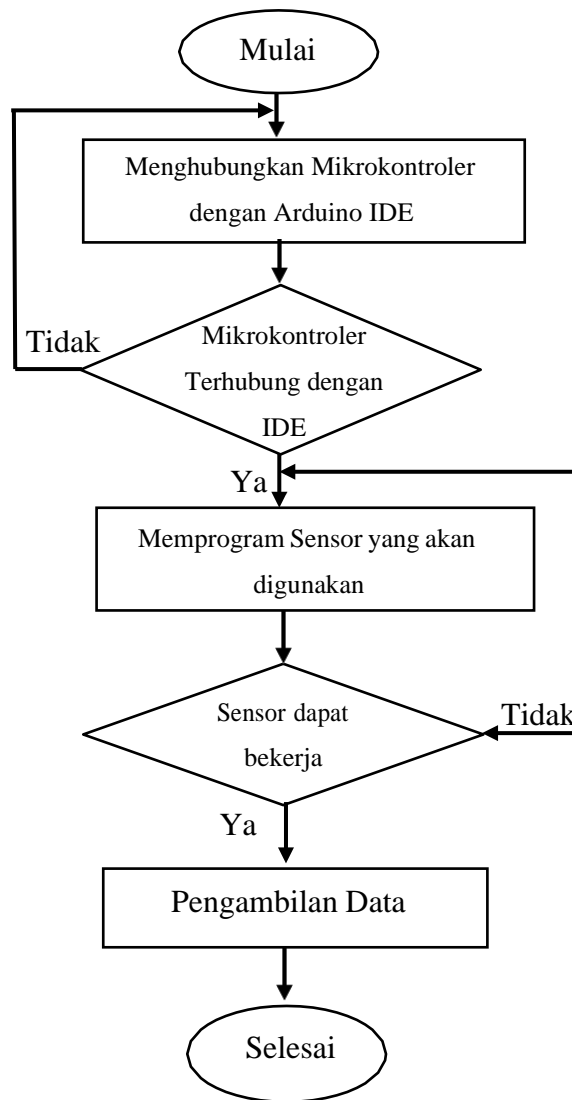 Mulai
Menghubungkan Mikrokontroler
dengan Arduino IDE
Tidak
Mikrokontroler
Terhubung dengan
IDE
Ya
Memprogram Sensor yang akan
digunakan
Sensor dapat
bekerja
Tidak
Ya
Pengambilan Data
Selesai